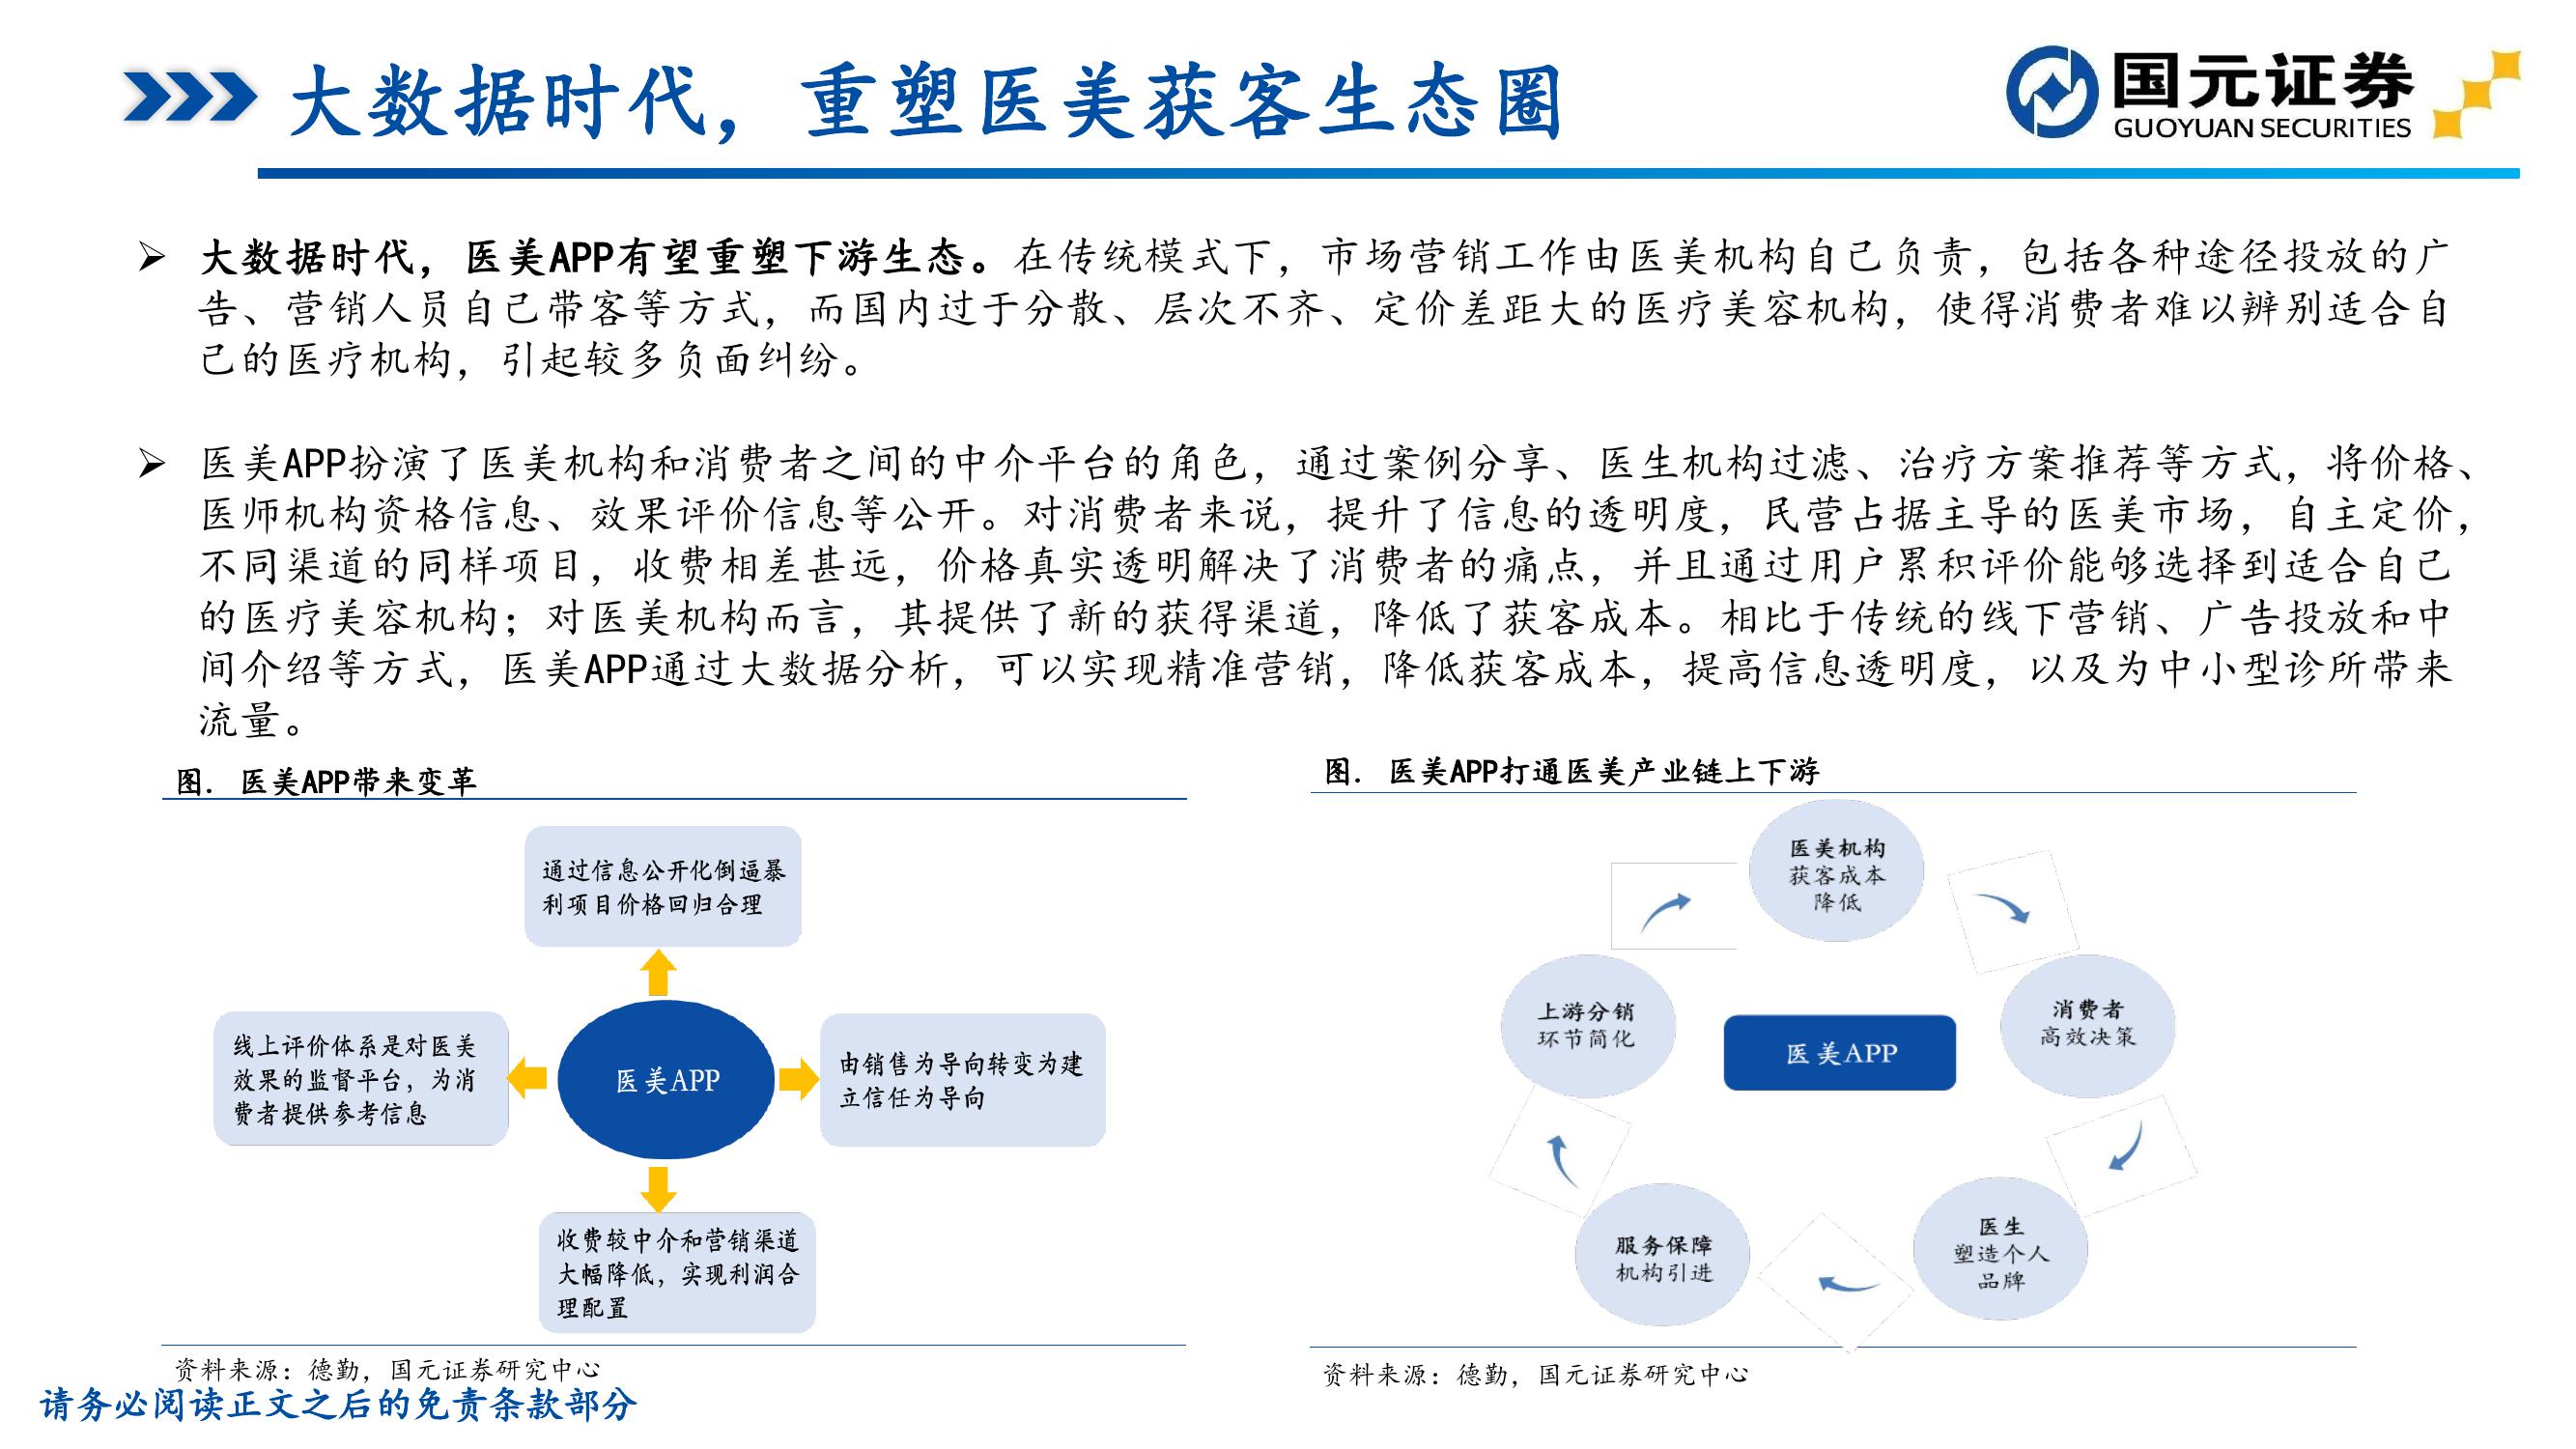 大数据时代，重塑医美获客生态圈
国元证券
GUOYUAN SECURITIES
➢ 大数据时代，医美APP有望重塑下游生态。在传统模式下，市场营销工作由医美机构自己负责，包括各种途径投放的广
告、营销人员自己带客等方式，而国内过于分散、层次不齐、定价差距大的医疗美容机构，使得消费者难以辨别适合自
己的医疗机构，引起较多负面纠纷。
➢ 医美APP扮演了医美机构和消费者之间的中介平台的角色，通过案例分享、医生机构过滤、治疗方案推荐等方式，将价格、
医师机构资格信息、效果评价信息等公开。对消费者来说，提升了信息的透明度，民营占据主导的医美市场，自主定价，
不同渠道的同样项目，收费相差甚远，价格真实透明解决了消费者的痛点，并且通过用户累积评价能够选择到适合自己
的医疗美容机构；对医美机构而言，其提供了新的获得渠道，降低了获客成本。相比于传统的线下营销、广告投放和中
间介绍等方式，医美APP通过大数据分析，可以实现精准营销，降低获客成本，提高信息透明度，以及为中小型诊所带来
流量。
图. 医美APP带来变革
通过信息公开化倒逼暴
利项目价格回归合理
线上评价体系是对医美
效果的监督平台，为消
费者提供参考信息
医美APP
由销售为导向转变为建
立信任为导向
收费较中介和营销渠道
大幅降低，实现利润合
理配置
资料来源：德勤，国元证券研究中心
图. 医美APP打通医美产业链上下游
医美机构
获客成本
降低
上游分销
环节简化
医美APP
消费者
高效决策
服务保障
机构引进
医生
塑造个人
品牌
资料来源：德勤，国元证券研究中心
请务必阅读正文之后的免责条款部分